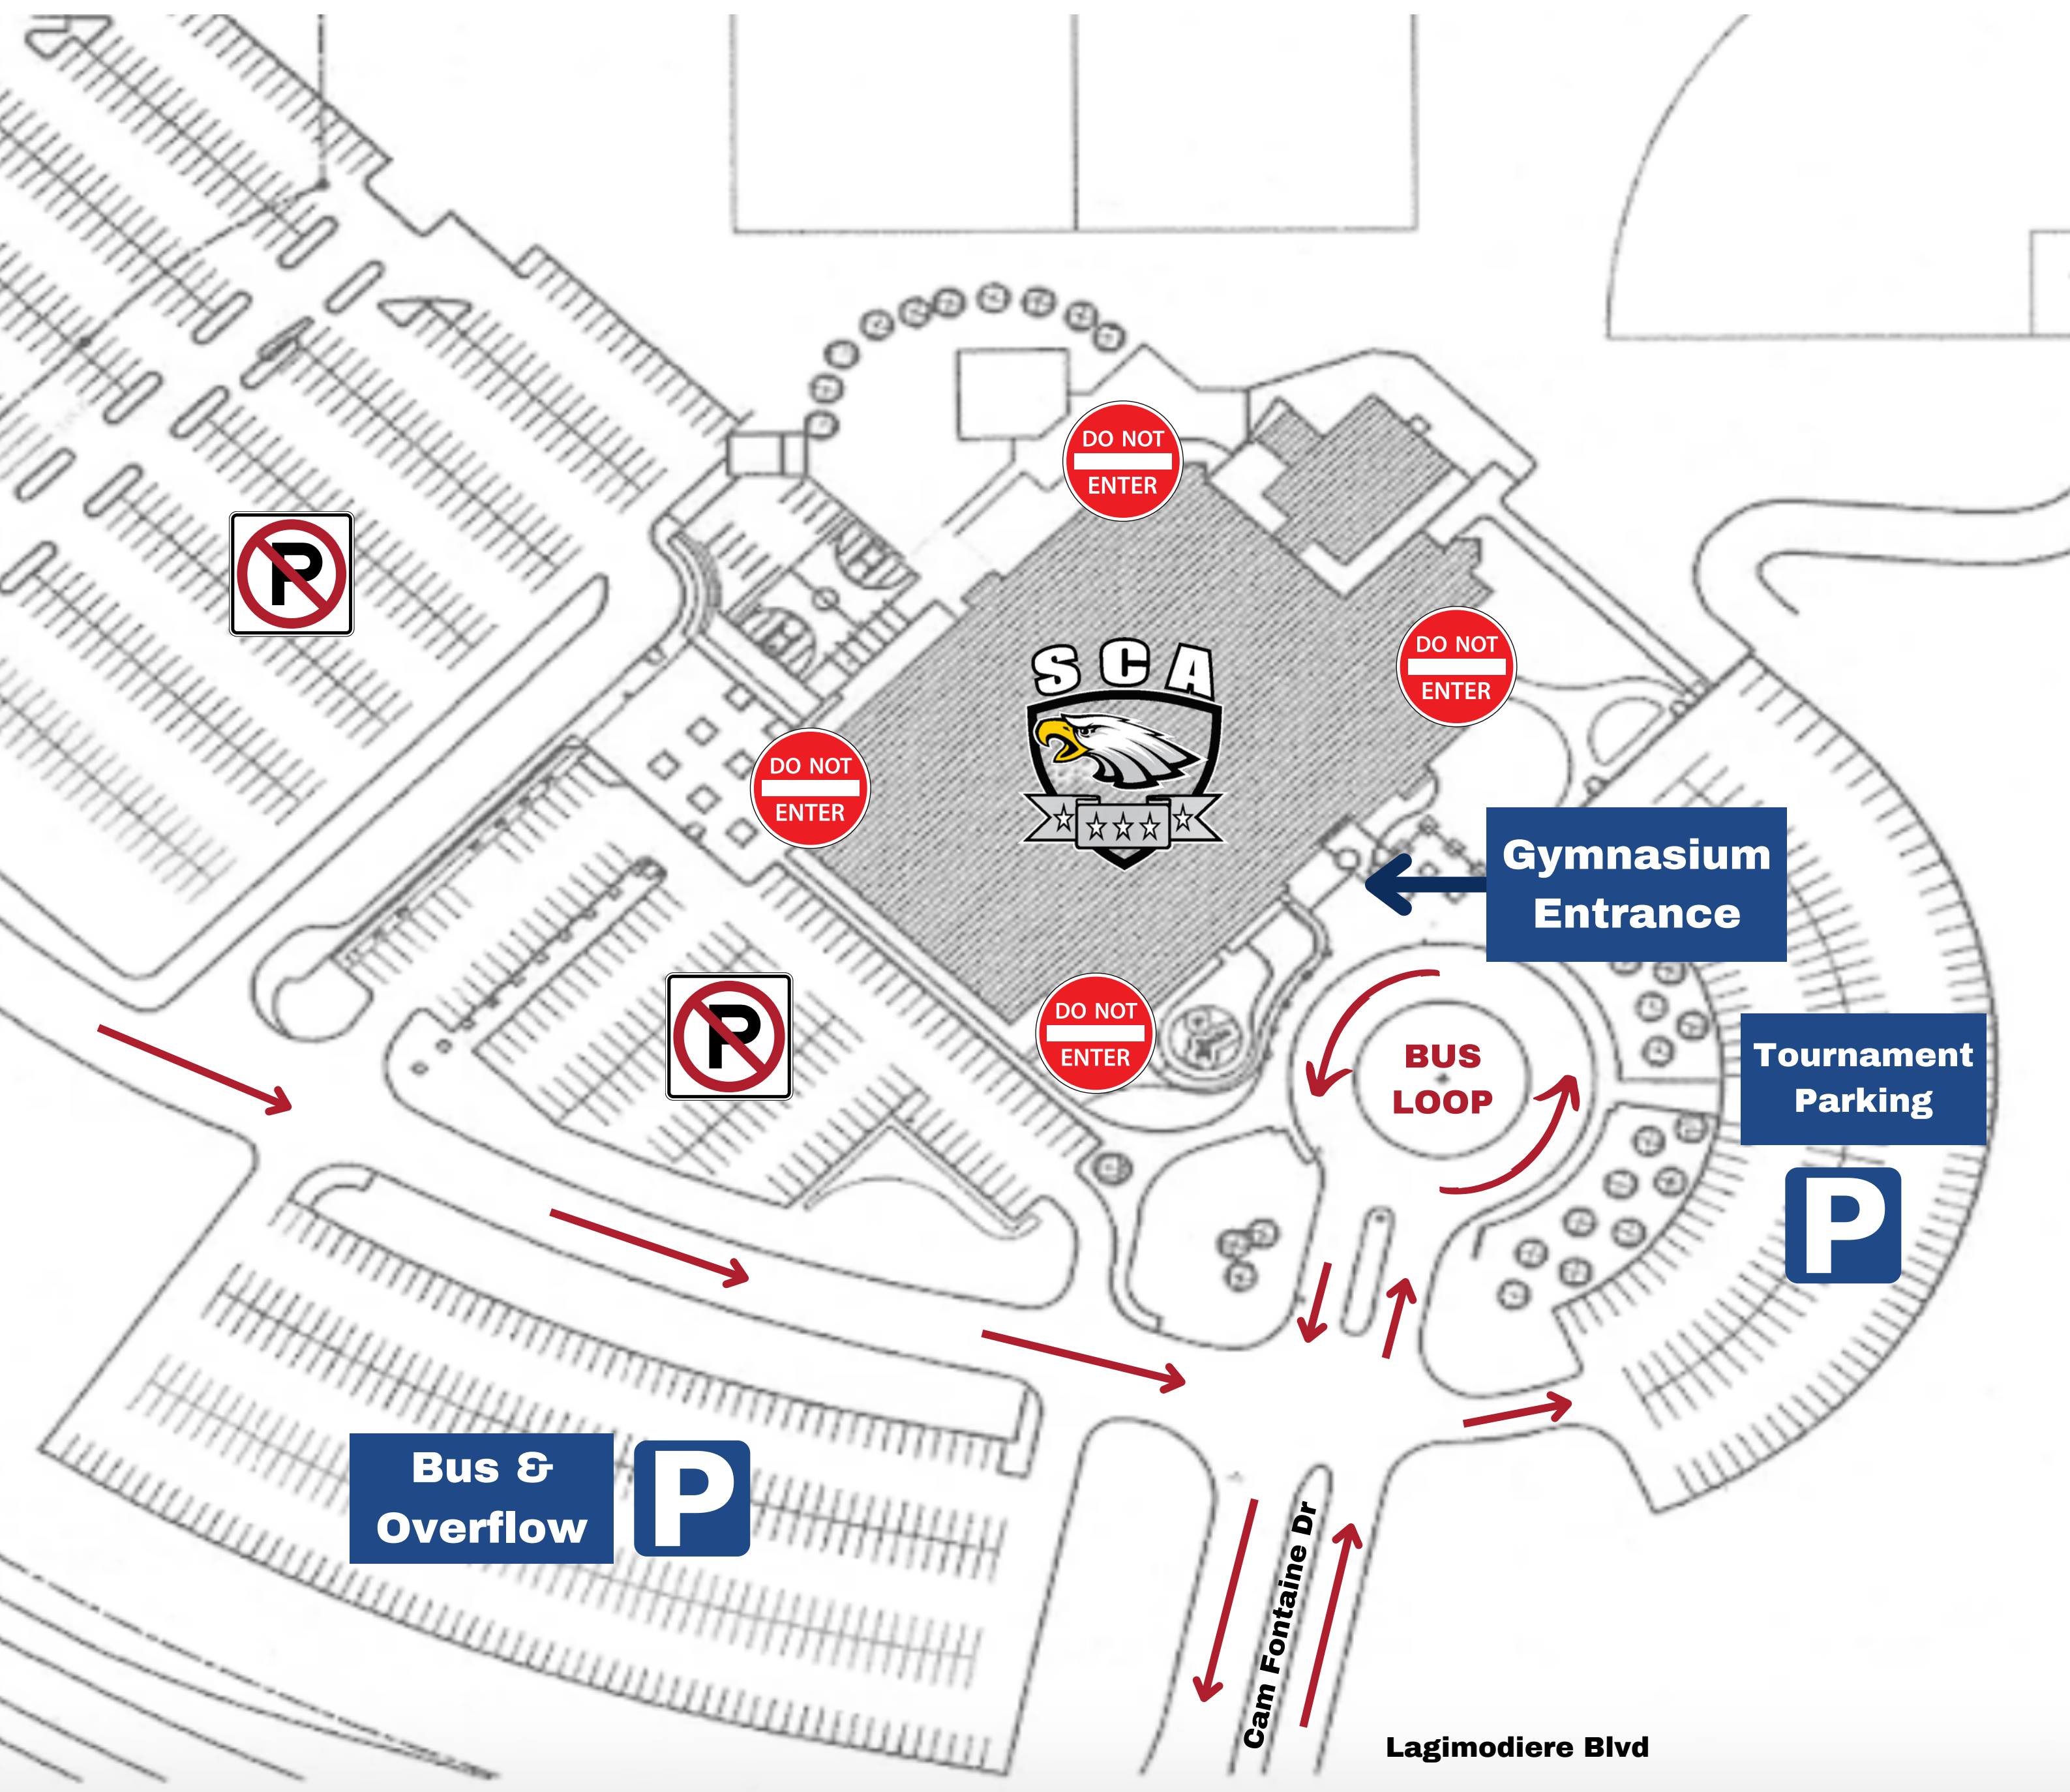 DO NOT
ENTER
P
DO NOT
ENTER
S C A
DO NOT
ENTER
Gymnasium
Entrance
P
DO NOT
ENTER
BUS
LOOP
Tournament
Parking
P
Bus &
Overflow
P
Cam Fontaine Dr
Lagimodiere Blvd